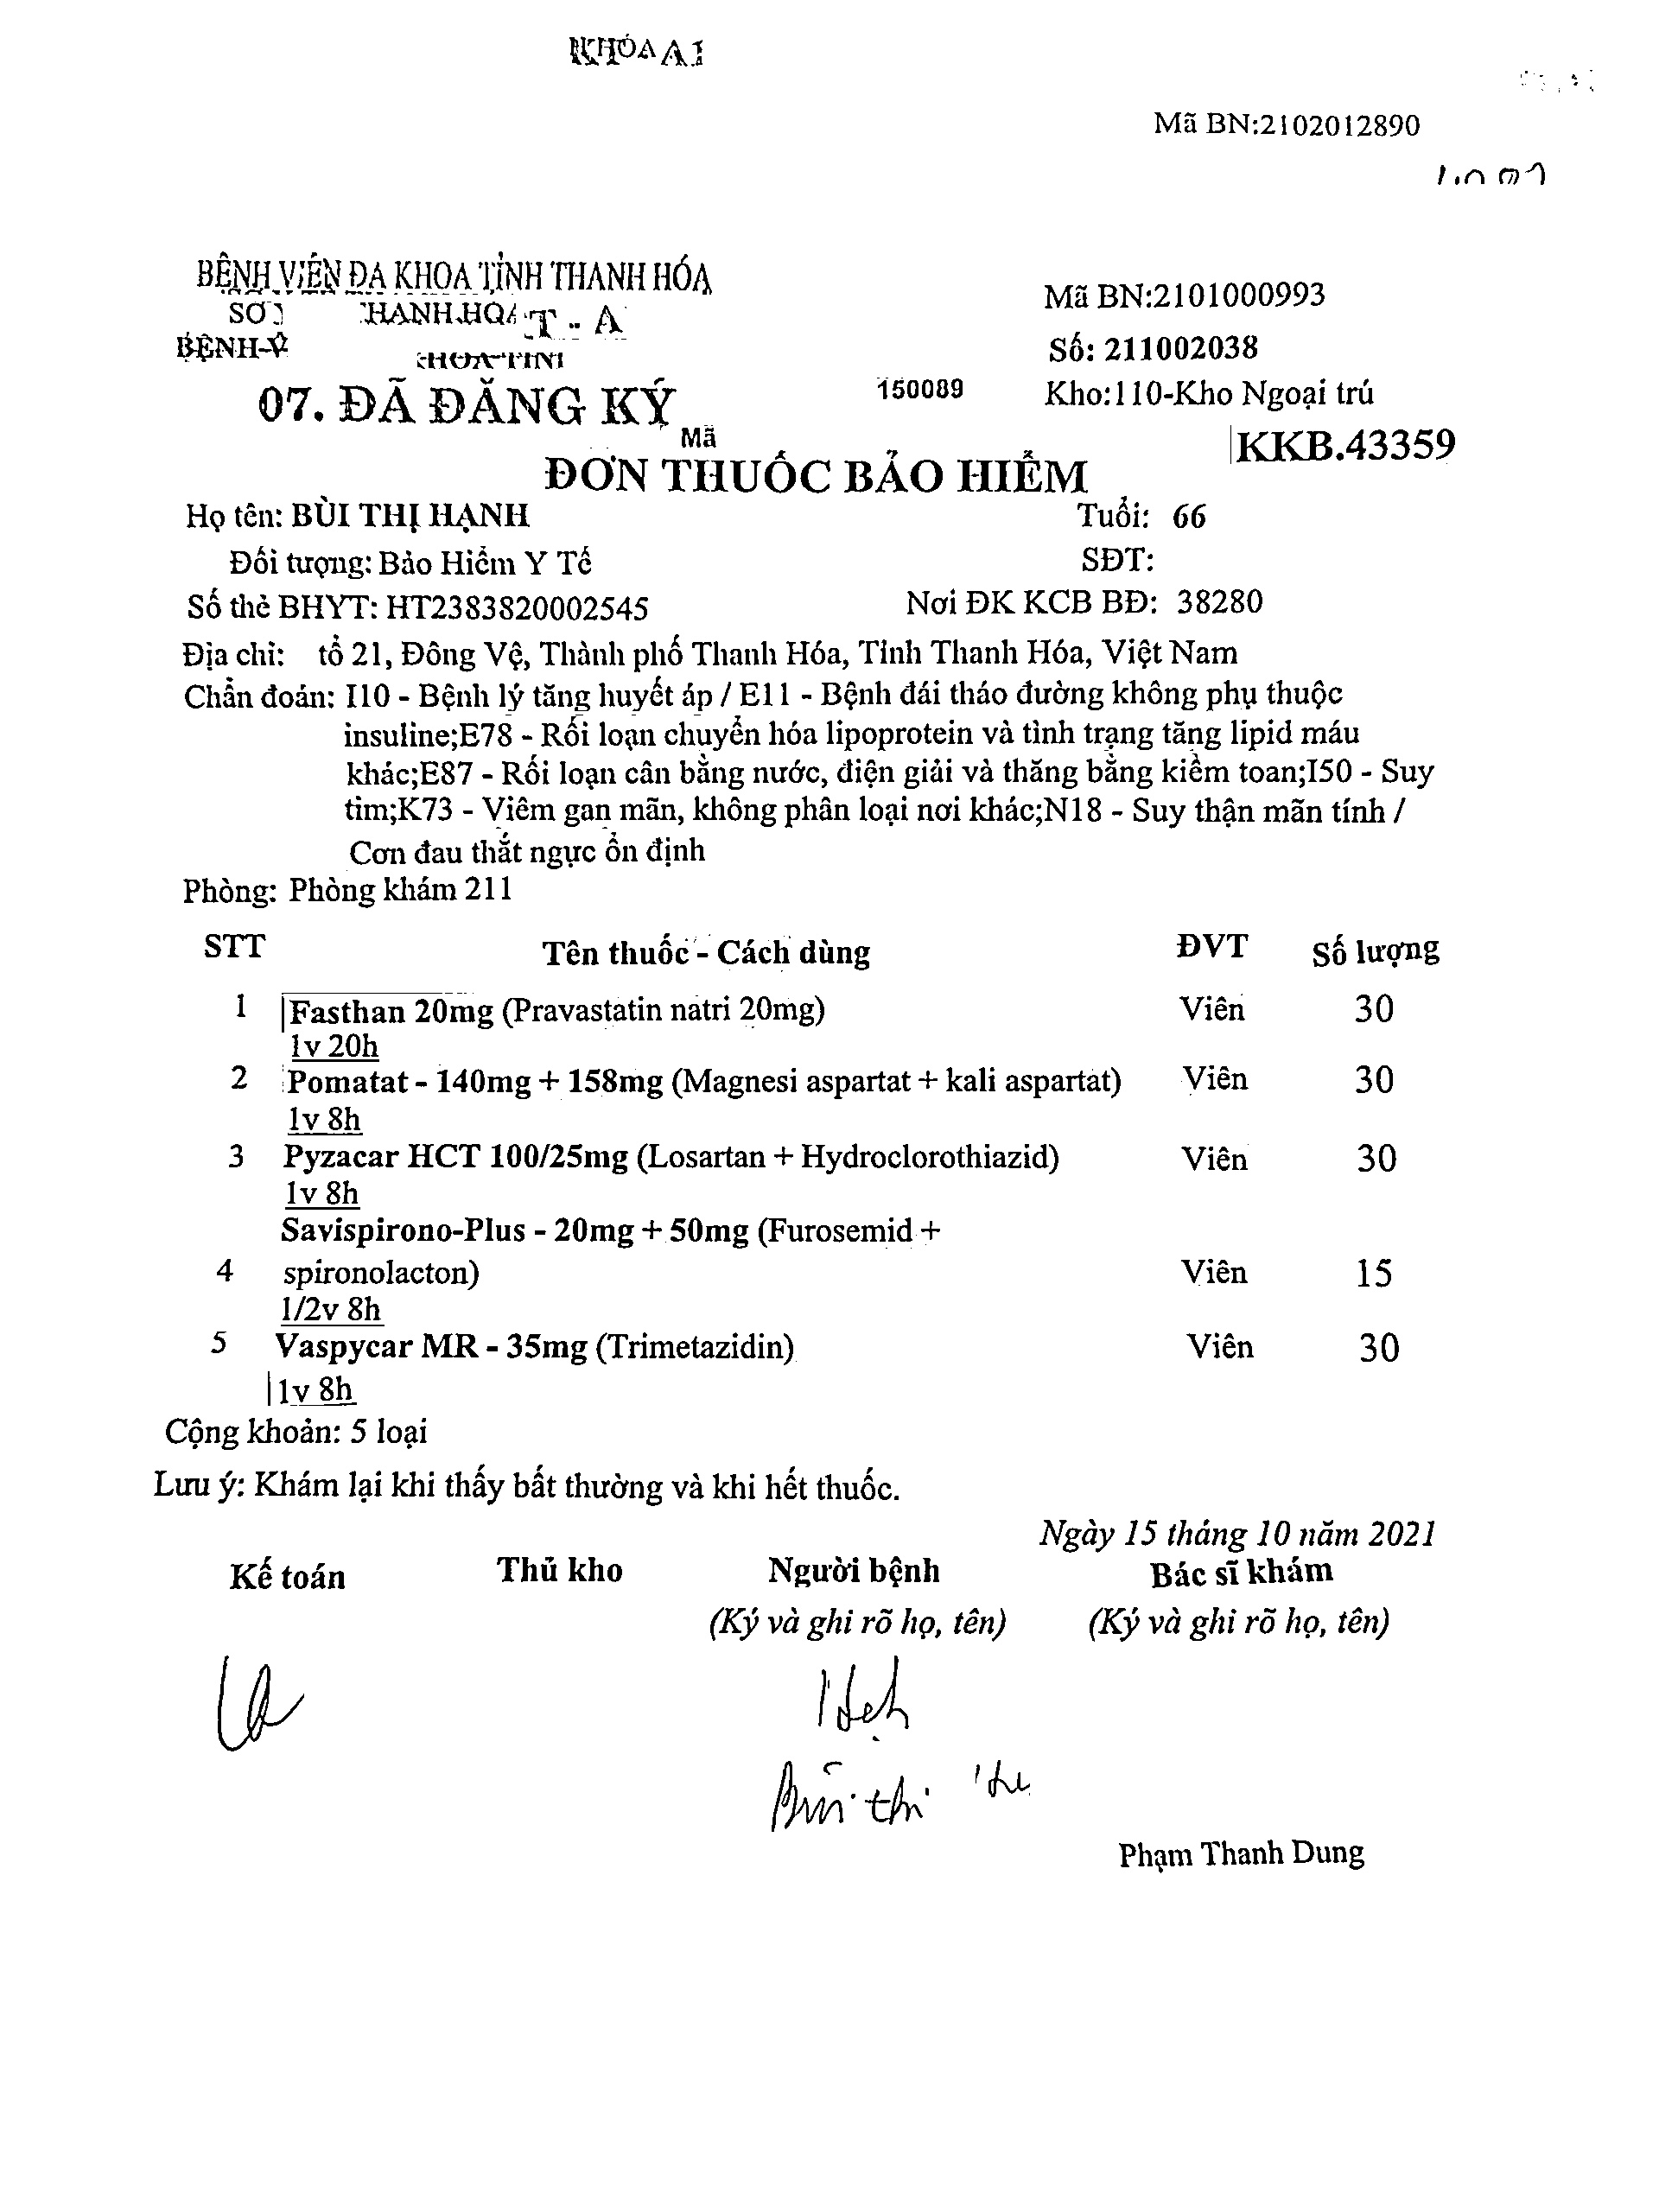 KHÓA A1
Mã BN:2102012890
BỆNH VIỆN ĐA KHOA TỈNH THANH HÓA
Mã BN:2101000993
T - A
BỆNH-V
Số: 211002038
07. ĐÃ ĐĂNG KÝ
150089
Kho:110-Kho Ngoại trú
Mã
KKB.43359
ĐƠN THUỐC BẢO HIỂM
Họ tên: BÙI THỊ HẠNH Tuổi: 66
Đối tượng: Bảo Hiểm Y Tế SĐT:
Số thẻ BHYT: HT2383820002545 Nơi ĐK KCB BĐ: 38280
Địa chỉ: tổ 21, Đông Vệ, Thành phố Thanh Hóa, Tỉnh Thanh Hóa, Việt Nam
Chẩn đoán: I10 - Bệnh lý tăng huyết áp / E11 - Bệnh đái tháo đường không phụ thuộc
insuline;E78 - Rối loạn chuyển hóa lipoprotein và tình trạng tăng lipid máu
khác;E87 - Rối loạn cân bằng nước, điện giải và thăng bằng kiềm toan;I50 - Suy
tim;K73 - Viêm gan mãn, không phân loại nơi khác;N18 - Suy thận mãn tính /
Cơn đau thắt ngực ổn định
Phòng: Phòng khám 211
STT Tên thuốc - Cách dùng ĐVT Số lượng
1 Fasthan 20mg (Pravastatin natri 20mg) Viên 30
1v 20h
2 Pomatat - 140mg + 158mg (Magnesi aspartat + kali aspartat) Viên 30
1v 8h
3 Pyzacar HCT 100/25mg (Losartan + Hydroclorothiazid) Viên 30
1v 8h
Savispirono-Plus - 20mg + 50mg (Furosemid +
4 spironolacton) Viên 15
1/2v 8h
5 Vaspycar MR - 35mg (Trimetazidin) Viên 30
1v 8h
Cộng khoản: 5 loại
Lưu ý: Khám lại khi thấy bất thường và khi hết thuốc.
Ngày 15 tháng 10 năm 2021
Kế toán Thủ kho Người bệnh Bác sĩ khám
(Ký và ghi rõ họ, tên) (Ký và ghi rõ họ, tên)
Bùi thị
Phạm Thanh Dung